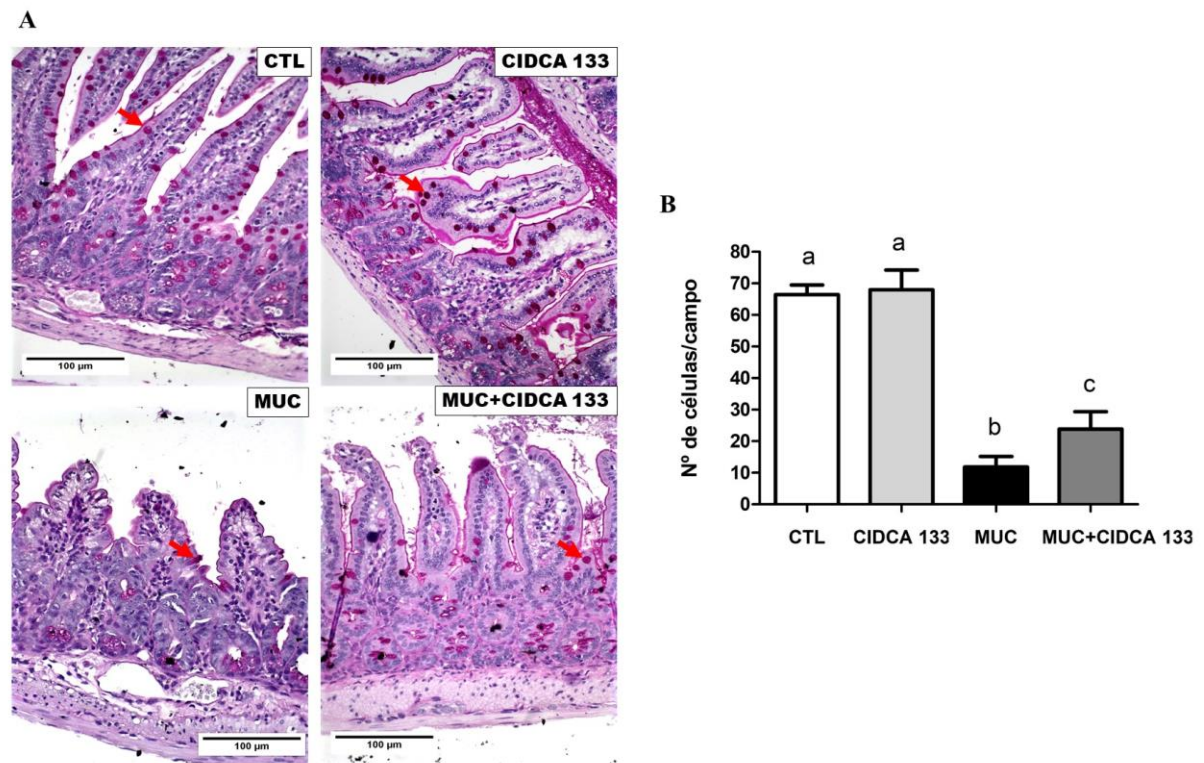 A
CTL
CIDCA 133
100 µm
100 µm
MUC
MUC+CIDCA 133
100 µm
100 µm
B
Nº de células/campo
80
70
60
50
40
30
20
10
0
a
a
b
c
CTL
CIDCA 133
MUC
MUC+CIDCA 133